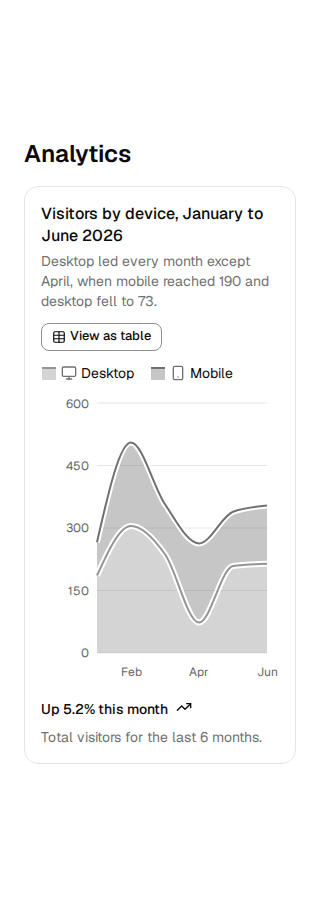 Analytics
Visitors by device, January to
June 2026
Desktop led every month except
April, when mobile reached 190 and
desktop fell to 73.
View as table
Desktop Mobile
600
450
300
150
0
Feb Apr Jun
Up 5.2% this month
Total visitors for the last 6 months.